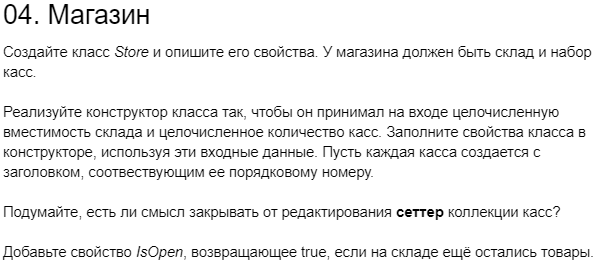 04. Магазин
Создайте класс Store и опишите его свойства. У магазина должен быть склад и набор
касс.
Реализуйте конструктор класса так, чтобы он принимал на входе целочисленную
вместимость склада и целочисленное количество касс. Заполните свойства класса в
конструкторе, используя эти входные данные. Пусть каждая касса создается с
заголовком, соотвествующим ее порядковому номеру.
Подумайте, есть ли смысл закрывать от редактирования сеттер коллекции касс?
Добавьте свойство IsOpen, возвращающее true, если на складе ещё остались товары.